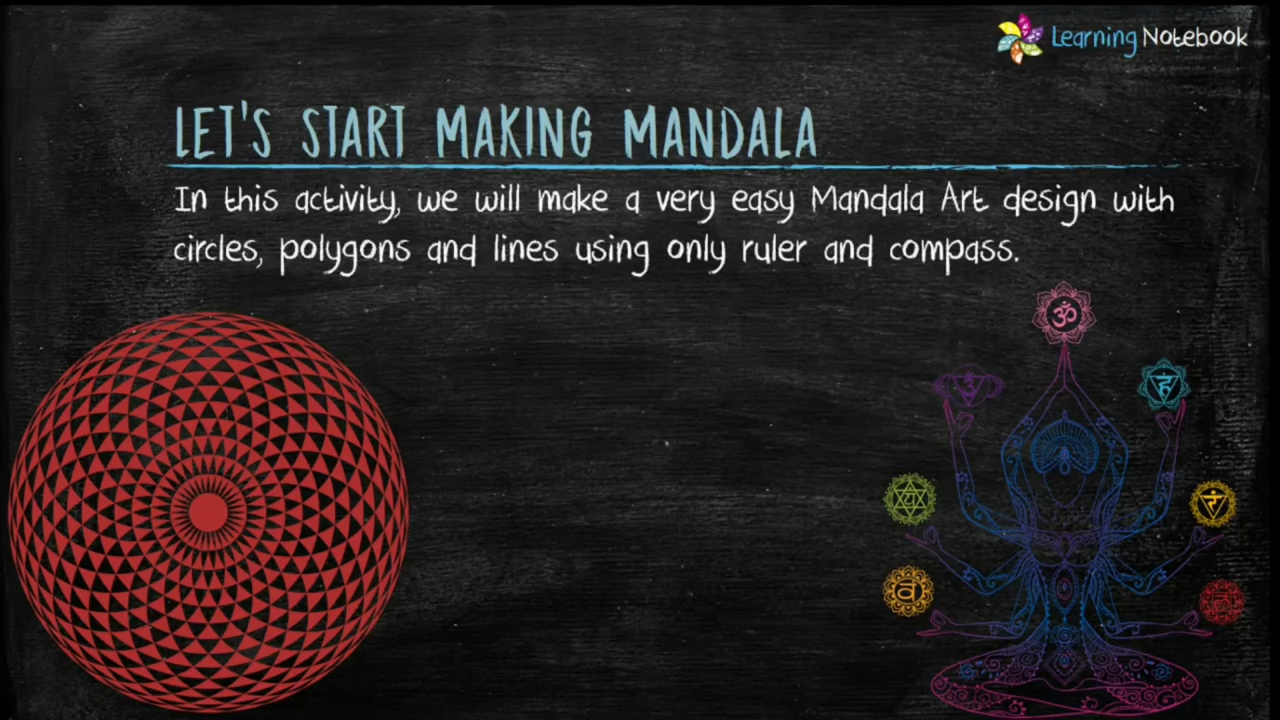 Learning Notebook
LET'S START MAKING MANDALA
In this activity, we will make a very easy Mandala Art design with
circles, polygons and lines using only ruler and compass.
ॐ
हं
यं
रं
वं